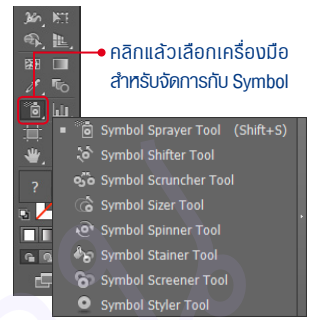 คลิกแล้วเลือกเครื่องมือ
สำหรับจัดการกับ Symbol
Symbol Sprayer Tool (Shift+S)
Symbol Shifter Tool
Symbol Scruncher Tool
Symbol Sizer Tool
Symbol Spinner Tool
Symbol Stainer Tool
Symbol Screener Tool
Symbol Styler Tool
?